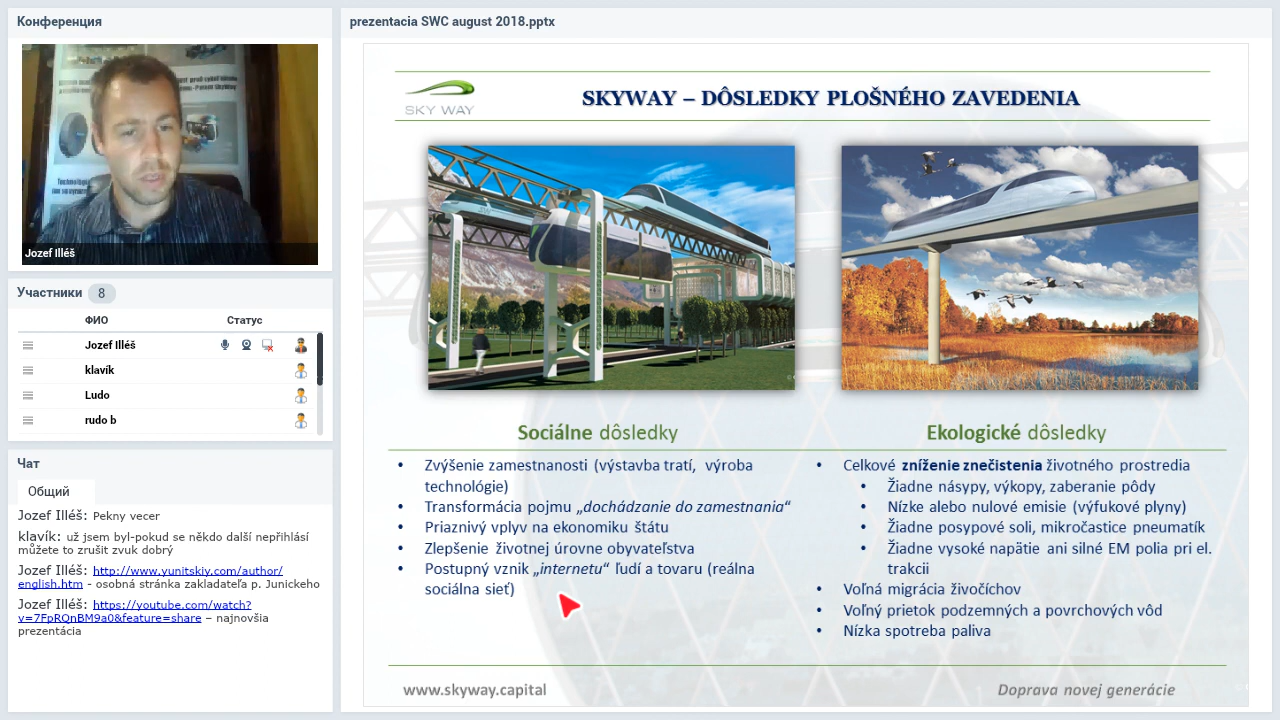 Конференция
Jozef Illéš
Участники 8
ФИО Статус
Jozef Illéš
klavík
Ludo
rudo b
Чат
Общий
Jozef Illéš: Pekny vecer
klavík: už jsem byl-pokud se někdo další nepřihlásí
můžete to zrušit zvuk dobrý
Jozef Illéš: http://www.yunitskiy.com/author/
english.htm - osobná stránka zakladateľa p. Junickeho
Jozef Illéš: https://youtube.com/watch?
v=7FpRQnBM9a0&feature=share – najnovšia
prezentácia
prezentacia SWC august 2018.pptx
SKY WAY
SKYWAY – DÔSLEDKY PLOŠNÉHO ZAVEDENIA
Sociálne dôsledky
• Zvýšenie zamestnanosti (výstavba tratí, výroba
technológie)
• Transformácia pojmu „dochádzanie do zamestnania“
• Priaznivý vplyv na ekonomiku štátu
• Zlepšenie životnej úrovne obyvateľstva
• Postupný vznik „internetu“ ľudí a tovaru (reálna
sociálna sieť)
Ekologické dôsledky
• Celkové zníženie znečistenia životného prostredia
• Žiadne násypy, výkopy, zaberanie pôdy
• Nízke alebo nulové emisie (výfukové plyny)
• Žiadne posypové soli, mikročastice pneumatík
• Žiadne vysoké napätie ani silné EM polia pri el.
trakcii
• Voľná migrácia živočíchov
• Voľný prietok podzemných a povrchových vôd
• Nízka spotreba paliva
www.skyway.capital
Doprava novej generácie